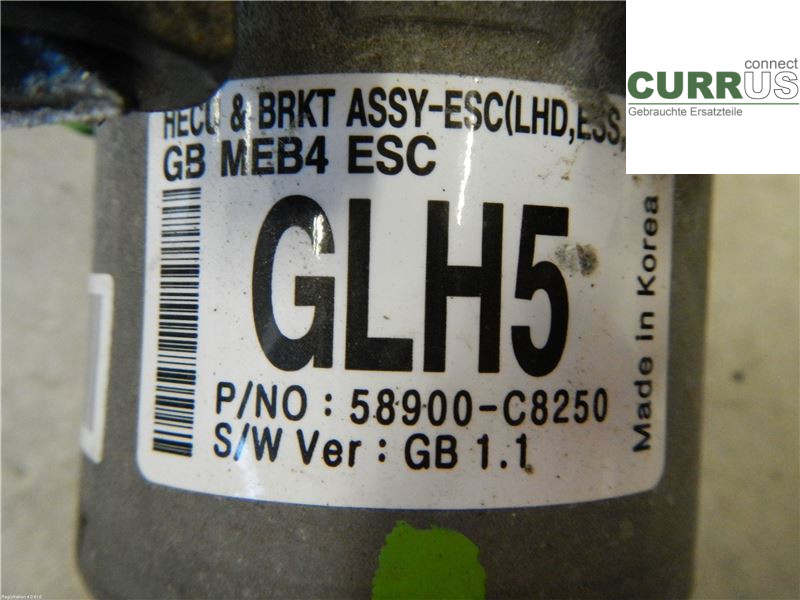 connect
CURRUS
Gebrauchte Ersatzteile
HECU & BRKT ASSY-ESC(LHD,ESS,
GB MEB4 ESC
GLH5
P/NO : 58900-C8250
S/W Ver : GB 1.1
Made in Korea